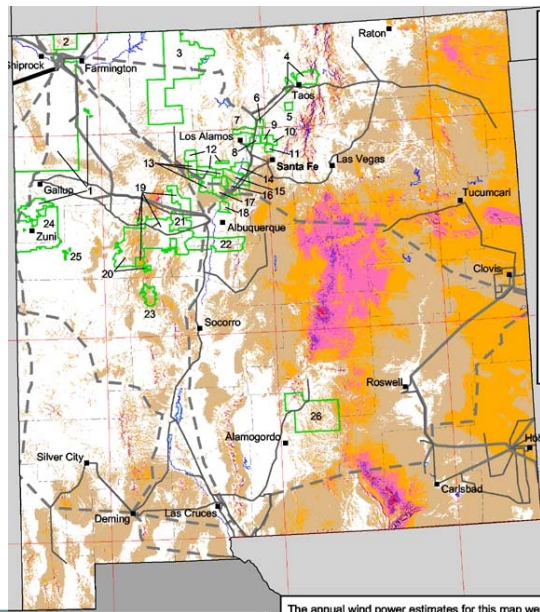 Raton
2
3
Shiprock
Farmington
4
Taos
6
5
7
9
Los Alamos
10
12
8
11
13
Santa Fe
Las Vegas
14
Gallup
1
19
15
16
Tucumcari
17
24
21
18
Albuquerque
Zuni
22
25
20
Clovis
23
Socorro
Roswell
26
Alamogordo
Silver City
Carlsbad
Deming
Las Cruces
The annual wind power estimates for this map we